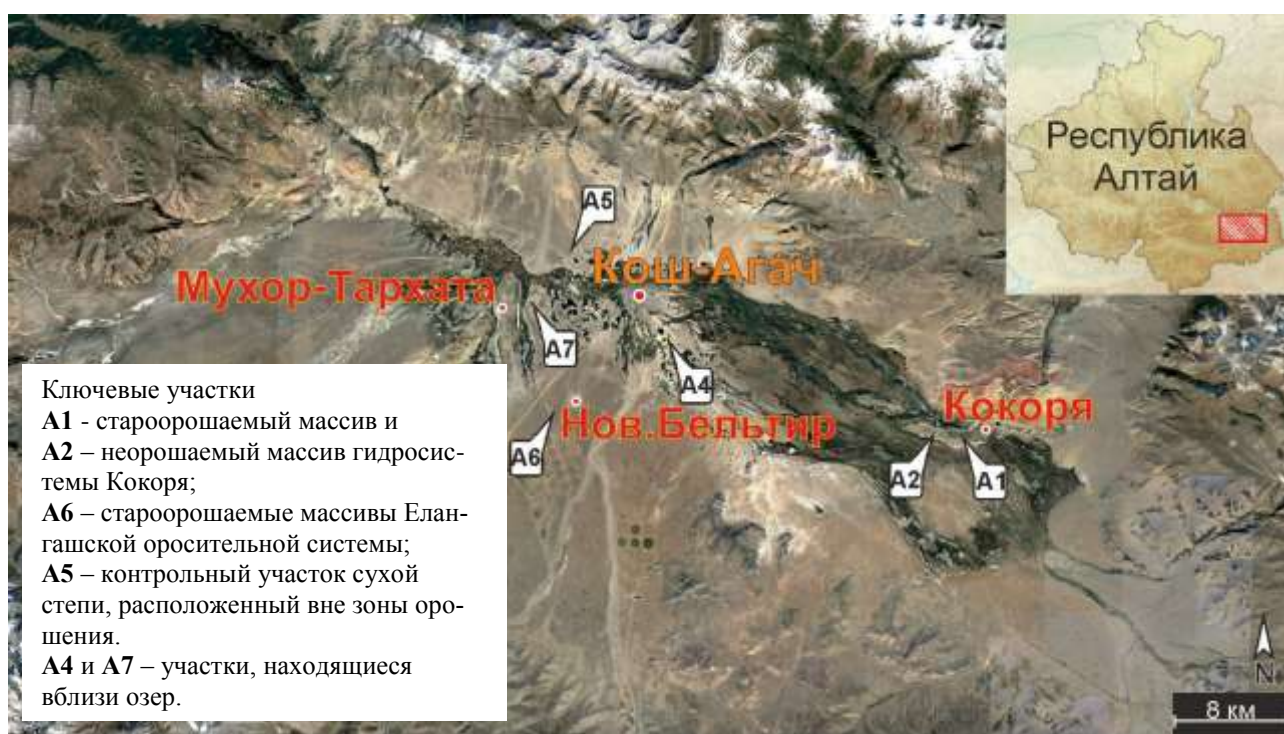 Республика
Алтай
А5
Кош-Агач
Мухор-Тархата
А7
А4
Нов.Бельтир
Кокоря
А6
А2
А1
Ключевые участки
А1 - староорошаемый массив и
А2 – неорошаемый массив гидросис-
темы Кокоря;
А6 – староорошаемые массивы Елан-
гашской оросительной системы;
А5 – контрольный участок сухой
степи, расположенный вне зоны оро-
шения.
А4 и А7 – участки, находящиеся
вблизи озер.
N
8 км